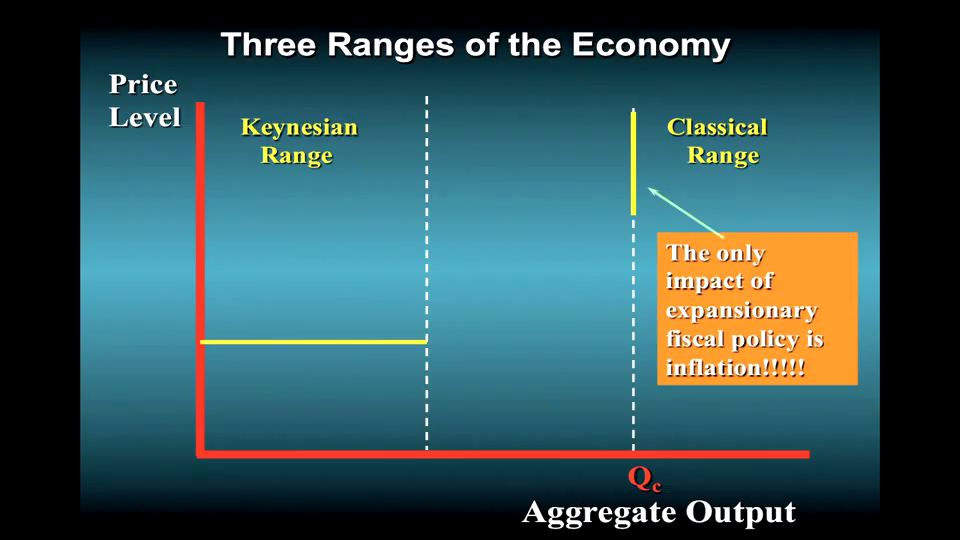 Three Ranges of the Economy
Price
Level
Keynesian
Range
Classical
Range
The only
impact of
expansionary
fiscal policy is
inflation!!!!!
Qc
Aggregate Output